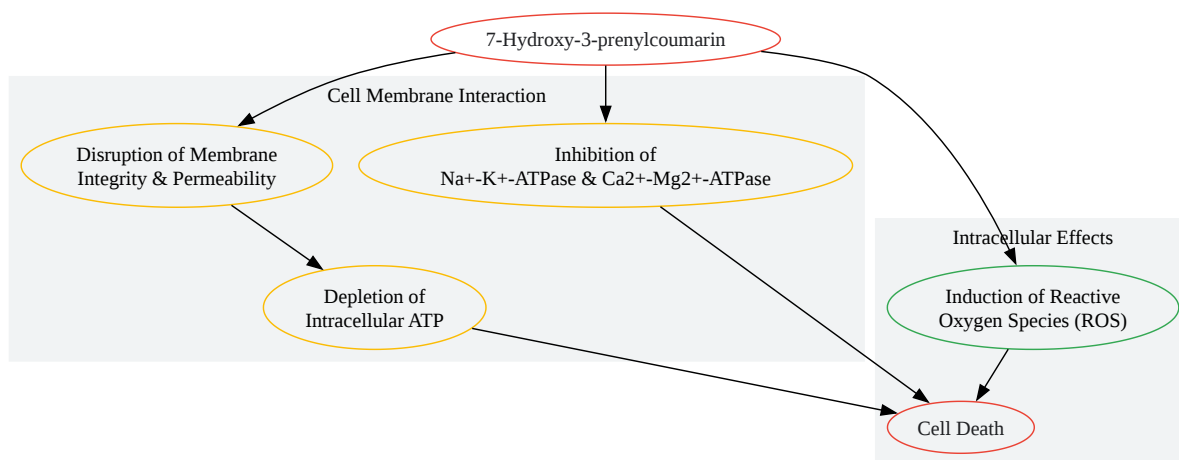 7-Hydroxy-3-prenylcoumarin
Cell Membrane Interaction
Disruption of Membrane
Integrity & Permeability
Inhibition of
Na+-K+-ATPase & Ca2+-Mg2+-ATPase
Intracellular Effects
Depletion of
Intracellular ATP
Induction of Reactive
Oxygen Species (ROS)
Cell Death